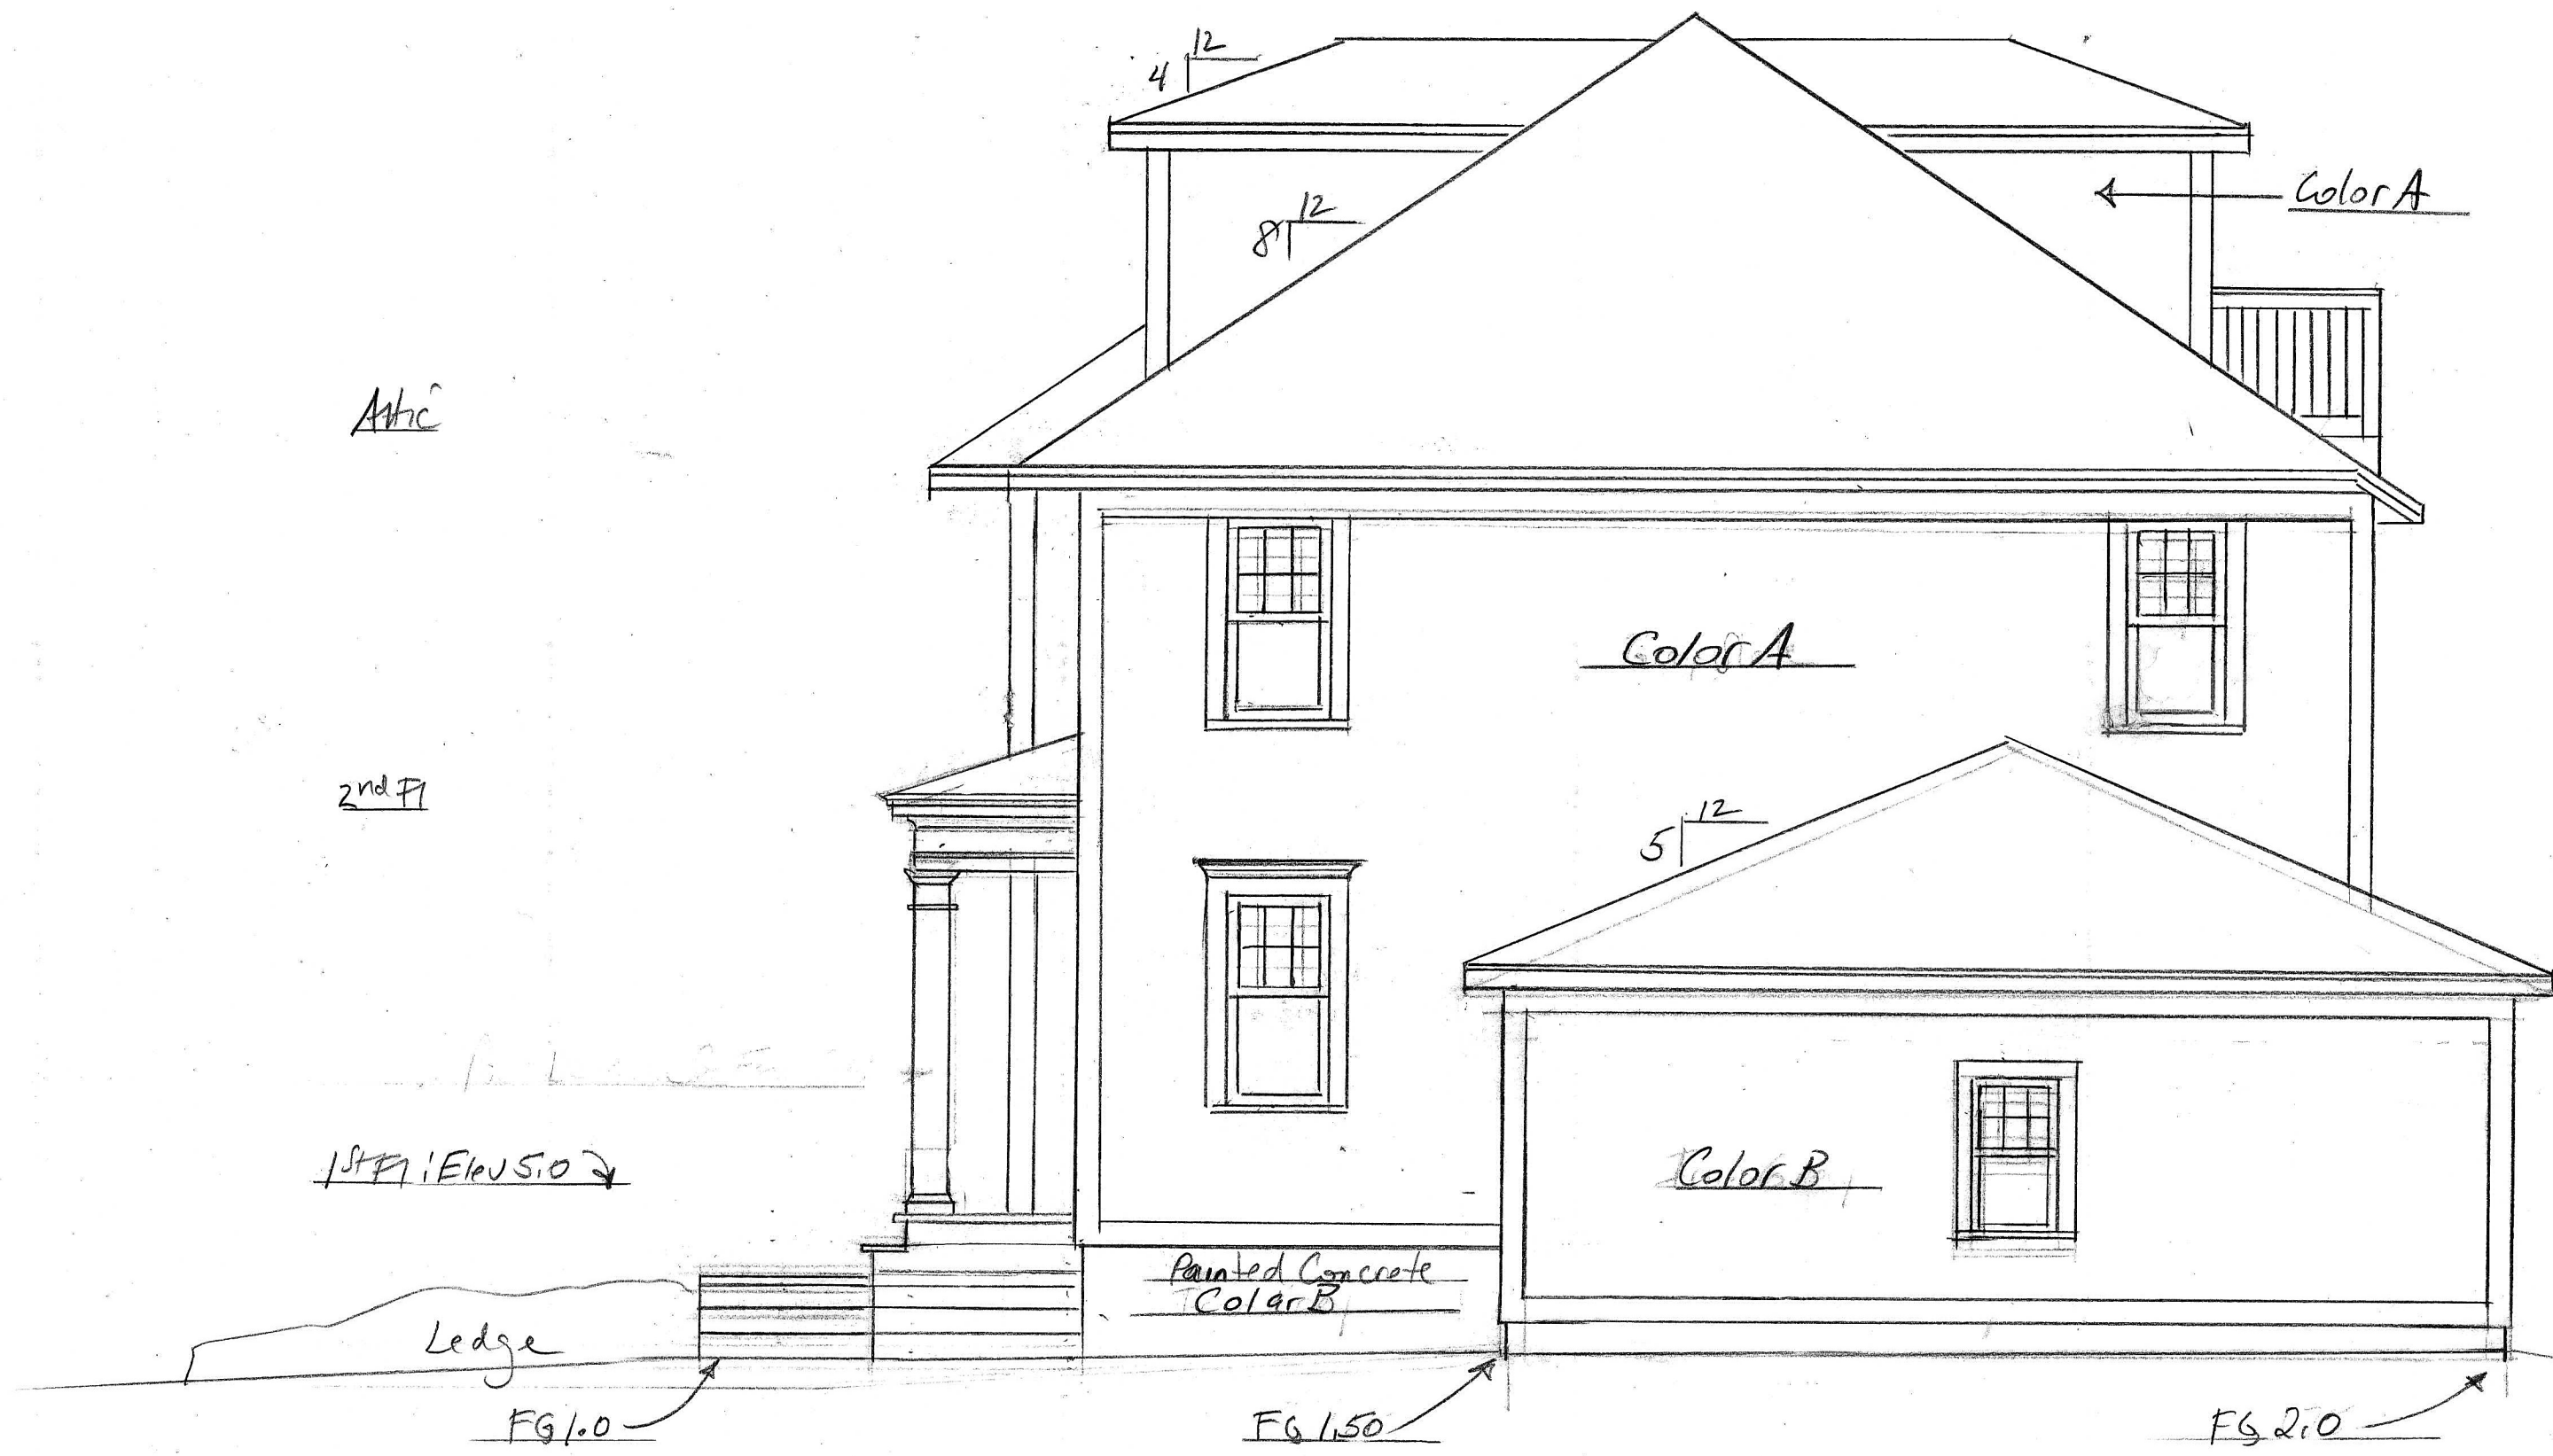 12
4
Color A
12
8
Attic
Color A
2nd Fl
12
5
1st Fl : Elev 5.0
Color B
Painted Concrete
Color B
Ledge
FG 1.0
FG 1.50
FG 2.0